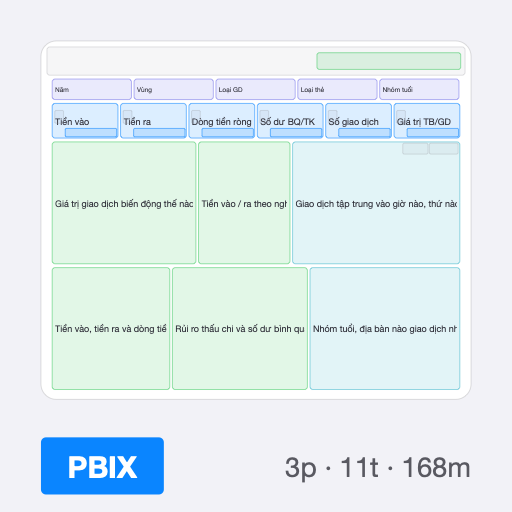 Năm
Vùng
Loại GD
Loại thẻ
Nhóm tuổi
Tiền vào
Tiền ra
Dòng tiền ròng
Số dư BQ/TK
Số giao dịch
Giá trị TB/GD
Giá trị giao dịch biến động thế nào
Tiền vào / ra theo ngh
Giao dịch tập trung vào giờ nào, thứ nào
Tiền vào, tiền ra và dòng tiề
Rủi ro thấu chi và số dư bình qu
Nhóm tuổi, địa bàn nào giao dịch nh
PBIX
3p · 11t · 168m